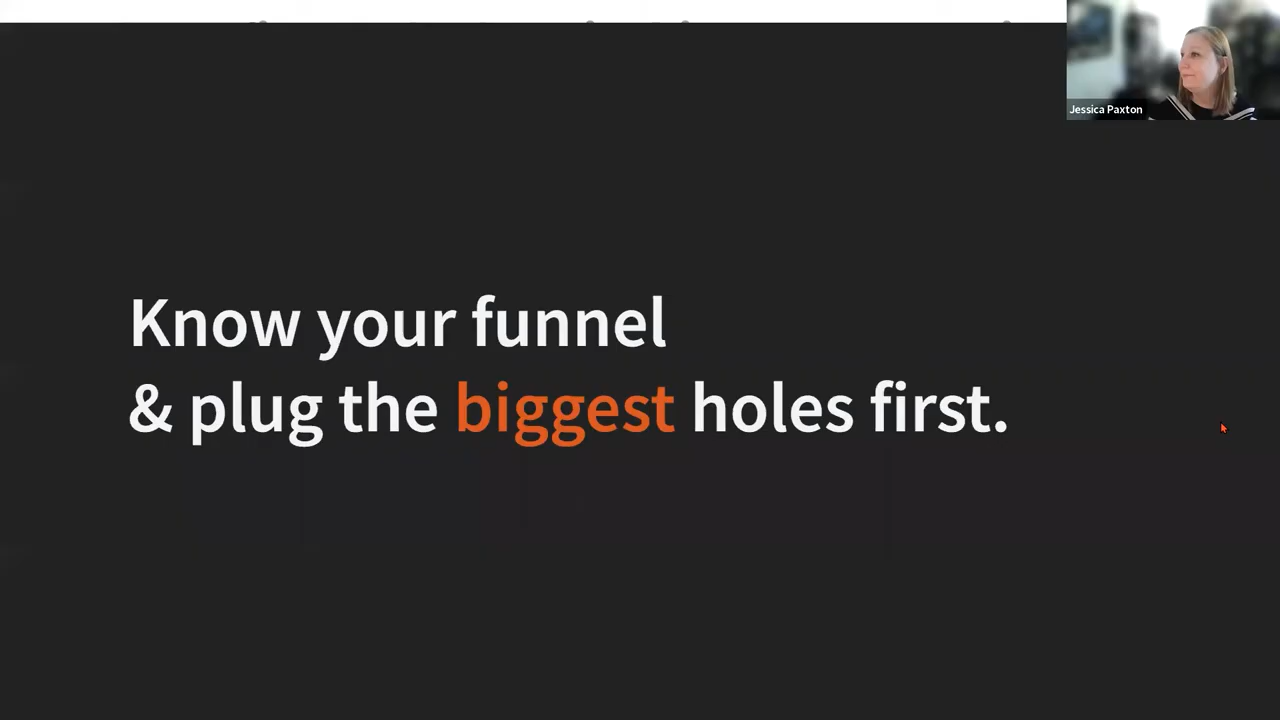 Jessica Paxton
Know your funnel
& plug the biggest holes first.